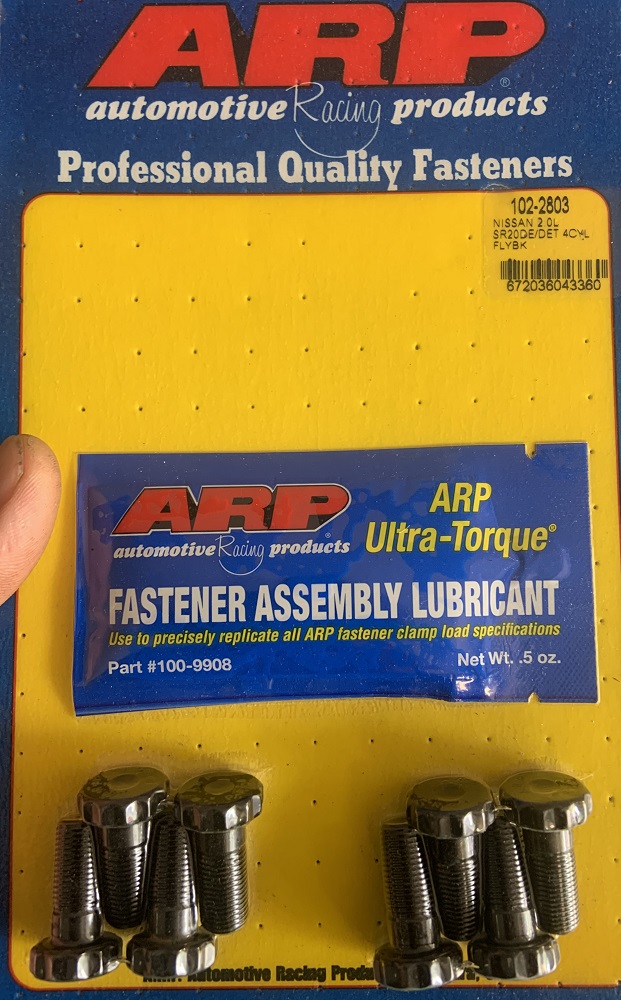 ARP®
automotive Racing products
Professional Quality Fasteners
102-2803
NISSAN 2.0L
SR20DE/DET 4CYL
FLYBK
672036043360
ARP
automotive Racing products®
ARP
Ultra-Torque®
FASTENER ASSEMBLY LUBRICANT
Use to precisely replicate all ARP fastener clamp load specifications
Part #100-9908
Net Wt. .5 oz.
Automotive Racing